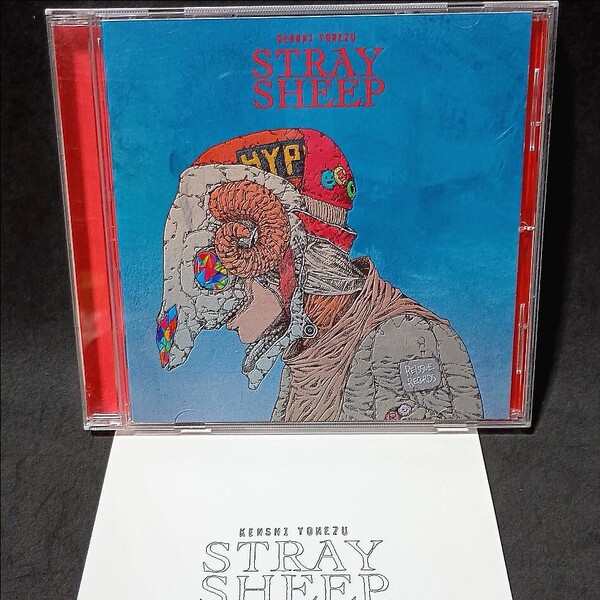 KENSHI YONEZU
STRAY
SHEEP
HYP
REISSUE
RECORDS
KENSHI YONEZU
STRAY
SHEEP